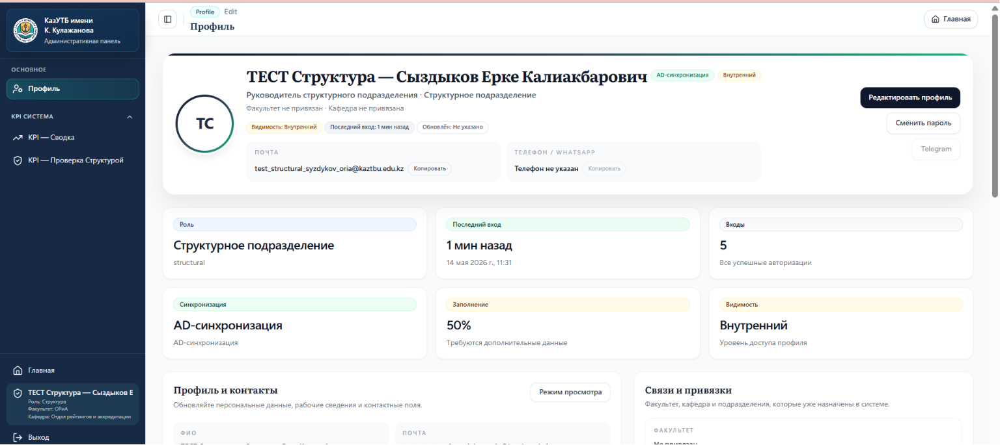 КазУТБ имени
К. Кулажанова
Административная панель
ОСНОВНОЕ
Профиль
KPI СИСТЕМА
KPI — Сводка
KPI — Проверка Структурой
Главная
ТЕСТ Структура — Сыздыков Е
Роль: Структура
Факультет: ОРиА
Кафедра: Отдел рейтингов и аккредитации
Выход
Profile Edit
Профиль
Главная
ТЕСТ Структура — Сыздыков Ерке Калиакбарович AD-синхронизация Внутренний
Руководитель структурного подразделения · Структурное подразделение
Факультет не привязан · Кафедра не привязана
ТС
Видимость: Внутренний Последний вход: 1 мин назад Обновлён: Не указано
ПОЧТА
test_structural_syzdykov_oria@kaztbu.edu.kz Копировать
ТЕЛЕФОН / WHATSAPP
Телефон не указан Копировать
Редактировать профиль
Сменить пароль
Telegram
Роль
Структурное подразделение
structural
Последний вход
1 мин назад
14 мая 2026 г., 11:31
Входы
5
Все успешные авторизации
Синхронизация
AD-синхронизация
AD-синхронизация
Заполнение
50%
Требуются дополнительные данные
Видимость
Внутренний
Уровень доступа профиля
Профиль и контакты
Режим просмотра
Обновляйте персональные данные, рабочие сведения и контактные поля.
ФИО
ПОЧТА
Связи и привязки
Факультет, кафедра и подразделения, которые уже назначены в системе.
ФАКУЛЬТЕТ
Не привязан